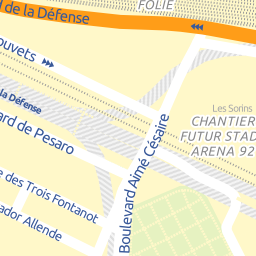 FOLIE
d de la Défense
ouvets
la Défense
ard de Pesaro
Les Sorins
CHANTIER
FUTUR STAD
ARENA 92
Boulevard Aimé Césaire
e des Trois Fontanot
ador Allende